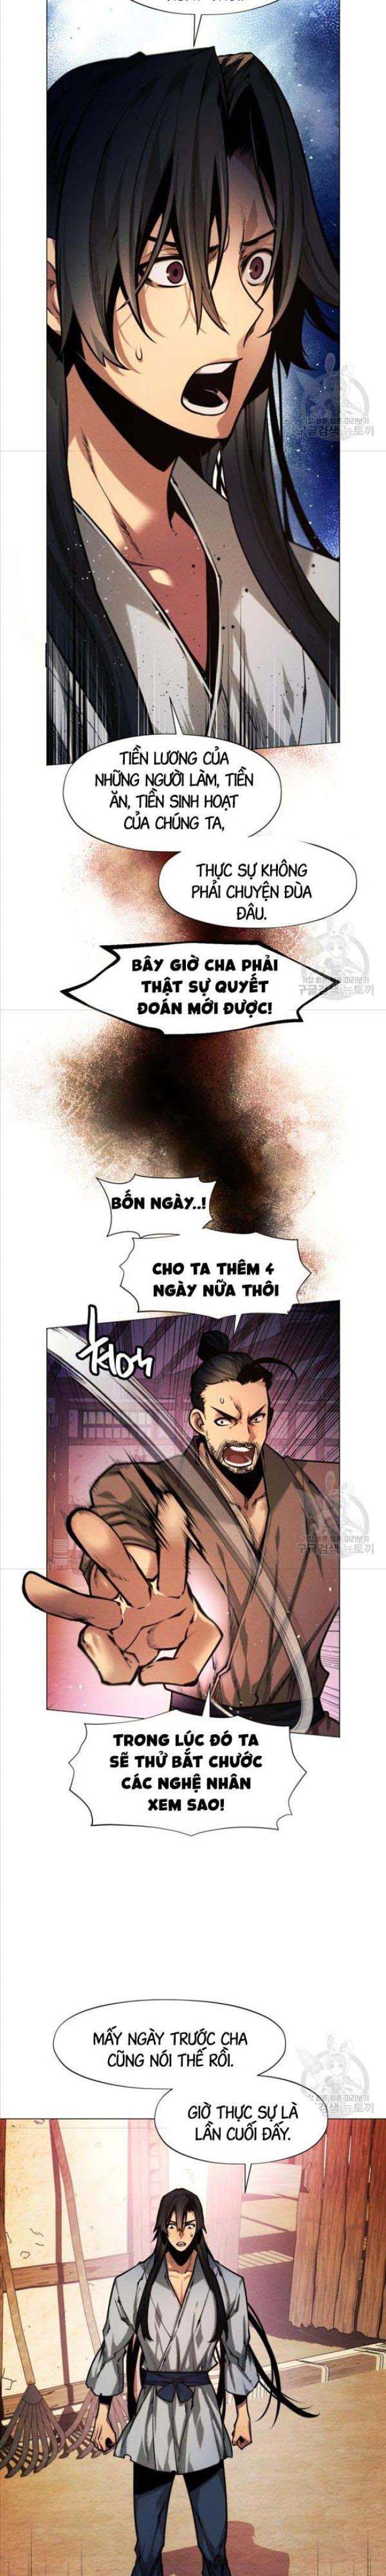 TIỀN LƯƠNG CỦA
NHỮNG NGƯỜI LÀM, TIỀN
ĂN, TIỀN SINH HOẠT
CỦA CHÚNG TA,
THỰC SỰ KHÔNG
PHẢI CHUYỆN ĐÙA
ĐÂU.
BÂY GIỜ CHA PHẢI
THẬT SỰ QUYẾT
ĐOÁN MỚI ĐƯỢC!
BỐN NGÀY..!
CHO TA THÊM 4
NGÀY NỮA THÔI
TRONG LÚC ĐÓ TA
SẼ THỬ BẮT CHƯỚC
CÁC NGHỆ NHÂN
XEM SAO!
MẤY NGÀY TRƯỚC CHA
CŨNG NÓI THẾ RỒI.
GIỜ THỰC SỰ LÀ
LẦN CUỐI ĐẤY.